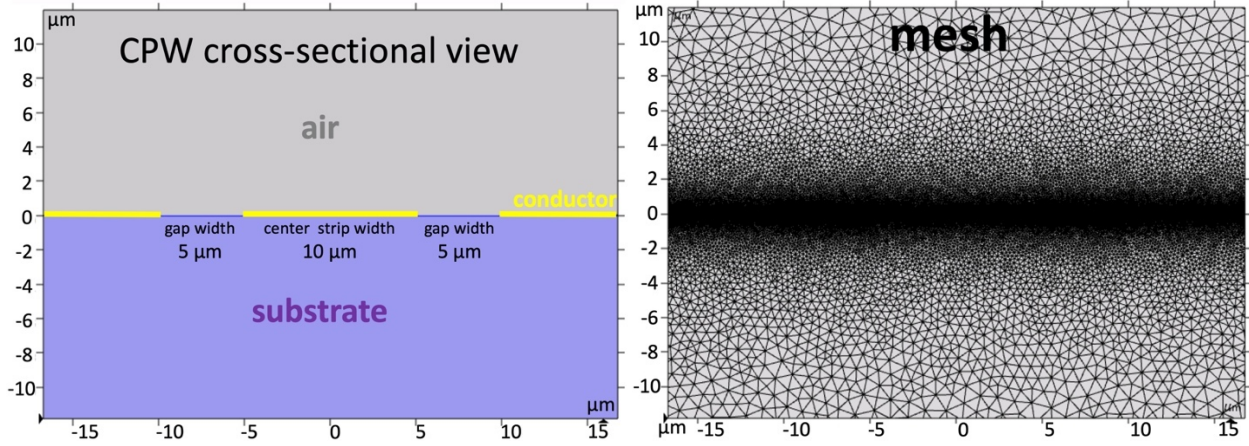 µm
CPW cross-sectional view
10
8
6
air
4
2
conductor
0
gap width center strip width gap width
5 µm 10 µm 5 µm
-2
-4
substrate
-6
-8
-10
µm
-15 -10 -5 0 5 10 15
µm
µm
mesh
10
8
6
4
2
0
-2
-4
-6
-8
-10
µm
µm -15 -10 -5 0 5 10 15